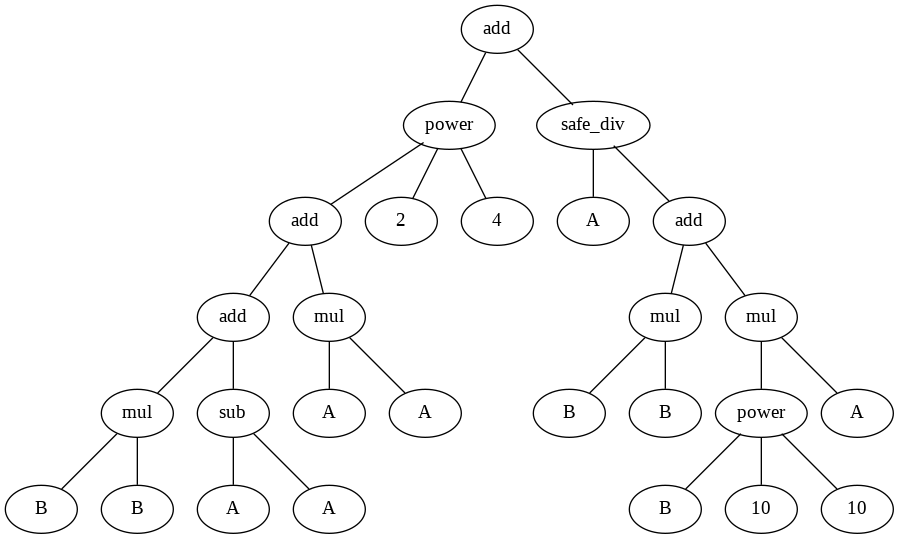 add
power safe_div
add 2 4 A add
add mul mul mul
mul sub A A B B power A
B B A A B 10 10